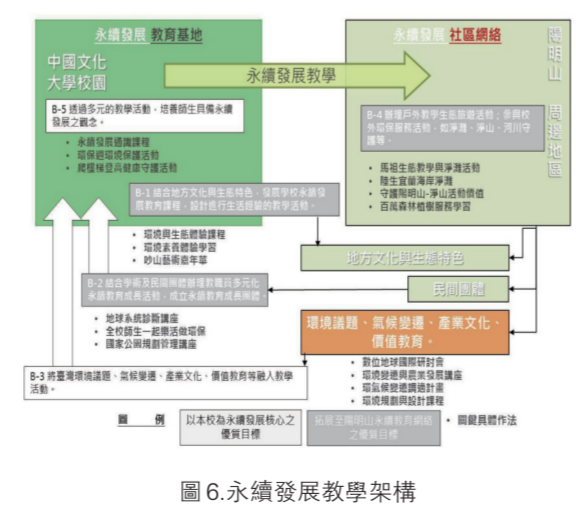 永續發展 教育基地
中國文化
大學校園
B-5 透過多元的教學活動，培養師生具備永續
發展之觀念。
• 永續發展通識課程
• 環保迴環境保護活動
• 爬樓梯登高健康守護活動
永續發展教學
永續發展 社區網絡
陽明山 周邊地區
B-4 辦理戶外教學生態旅遊活動；參與校
外環保服務活動，如淨灘、淨山、河川守
護等。
• 馬祖生態教學與淨灘活動
• 陸生宜蘭海岸淨灘
• 守護陽明山-淨山活動價值
• 百萬森林植樹服務學習
B-1 結合地方文化與生態特色，發展學校永續發
展教育課程，設計進行生活經驗的教學活動。
• 環境與生態體驗課程
• 環境素養體驗學習
• 吵山藝術嘉年華
地方文化與生態特色
B-2 結合學術及民間團體辦理教職員多元化
永續教育成長活動，成立永續教育成長團體。
民間團體
• 地球系統診斷講座
• 全校師生一起樂活做環保
• 國家公園規劃管理講座
環境議題、氣候變遷、產業文化、
價值教育。
B-3 將臺灣環境議題、氣候變遷、產業文化、價值教育等融入教學
活動。
• 數位地球國際研討會
• 環境變遷與農業發展講座
• 環氣候變遷調適計畫
• 環境規劃與設計課程
圖 例
以本校為永續發展核心之
優質目標
拓展至陽明山永續教育網絡
之優質目標
• 關鍵具體作法
圖6.永續發展教學架構